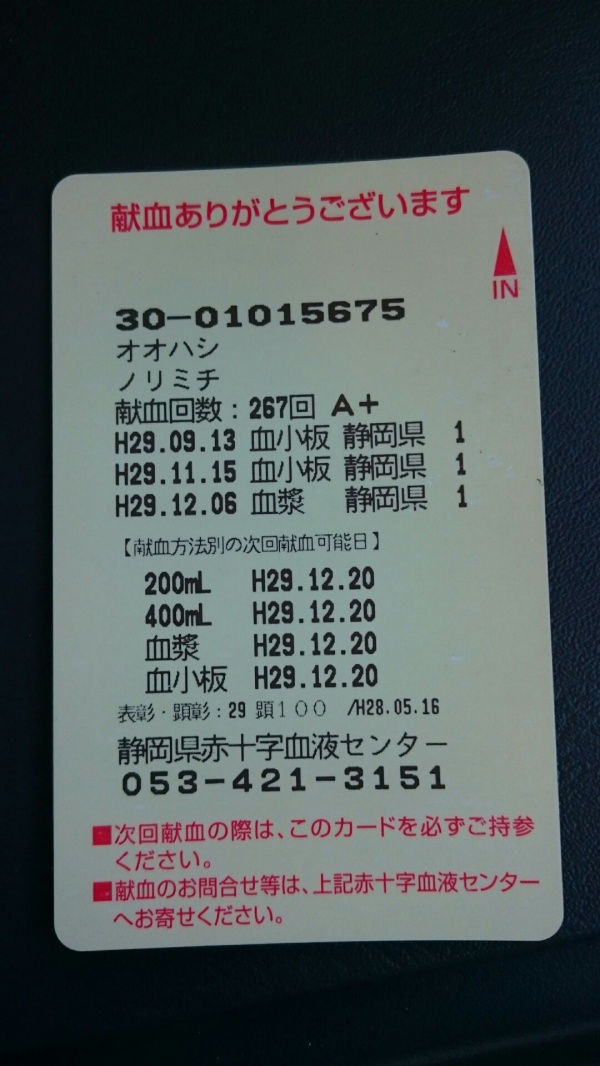 献血ありがとうございます
IN
30-01015675
オオハシ
ノリミチ
献血回数：267回 A+
H29.09.13 血小板 静岡県 1
H29.11.15 血小板 静岡県 1
H29.12.06 血漿 静岡県 1
【献血方法別の次回献血可能日】
200mL H29.12.20
400mL H29.12.20
血漿 H29.12.20
血小板 H29.12.20
表彰・顕彰：29 顕１００ /H28.05.16
静岡県赤十字血液センター
053-421-3151
■次回献血の際は、このカードを必ずご持参
ください。
■献血のお問合せ等は、上記赤十字血液センター
へお寄せください。